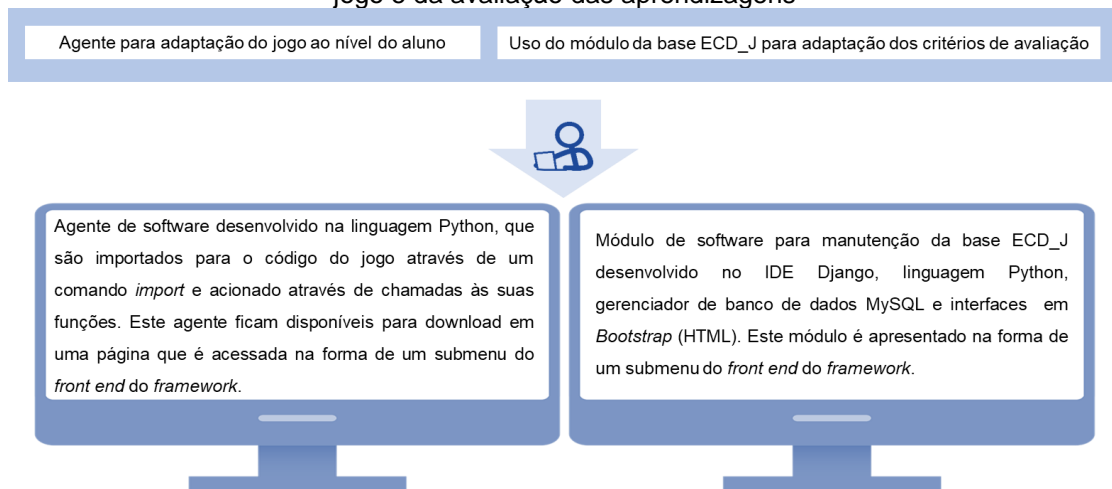 jogo e da avaliação das aprendizagens
Agente para adaptação do jogo ao nível do aluno
Uso do módulo da base ECD_J para adaptação dos critérios de avaliação
Agente de software desenvolvido na linguagem Python, que
são importados para o código do jogo através de um
comando import e acionado através de chamadas às suas
funções. Este agente ficam disponíveis para download em
uma página que é acessada na forma de um submenu do
front end do framework.
Módulo de software para manutenção da base ECD_J
desenvolvido no IDE Django, linguagem Python,
gerenciador de banco de dados MySQL e interfaces em
Bootstrap (HTML). Este módulo é apresentado na forma de
um submenu do front end do framework.